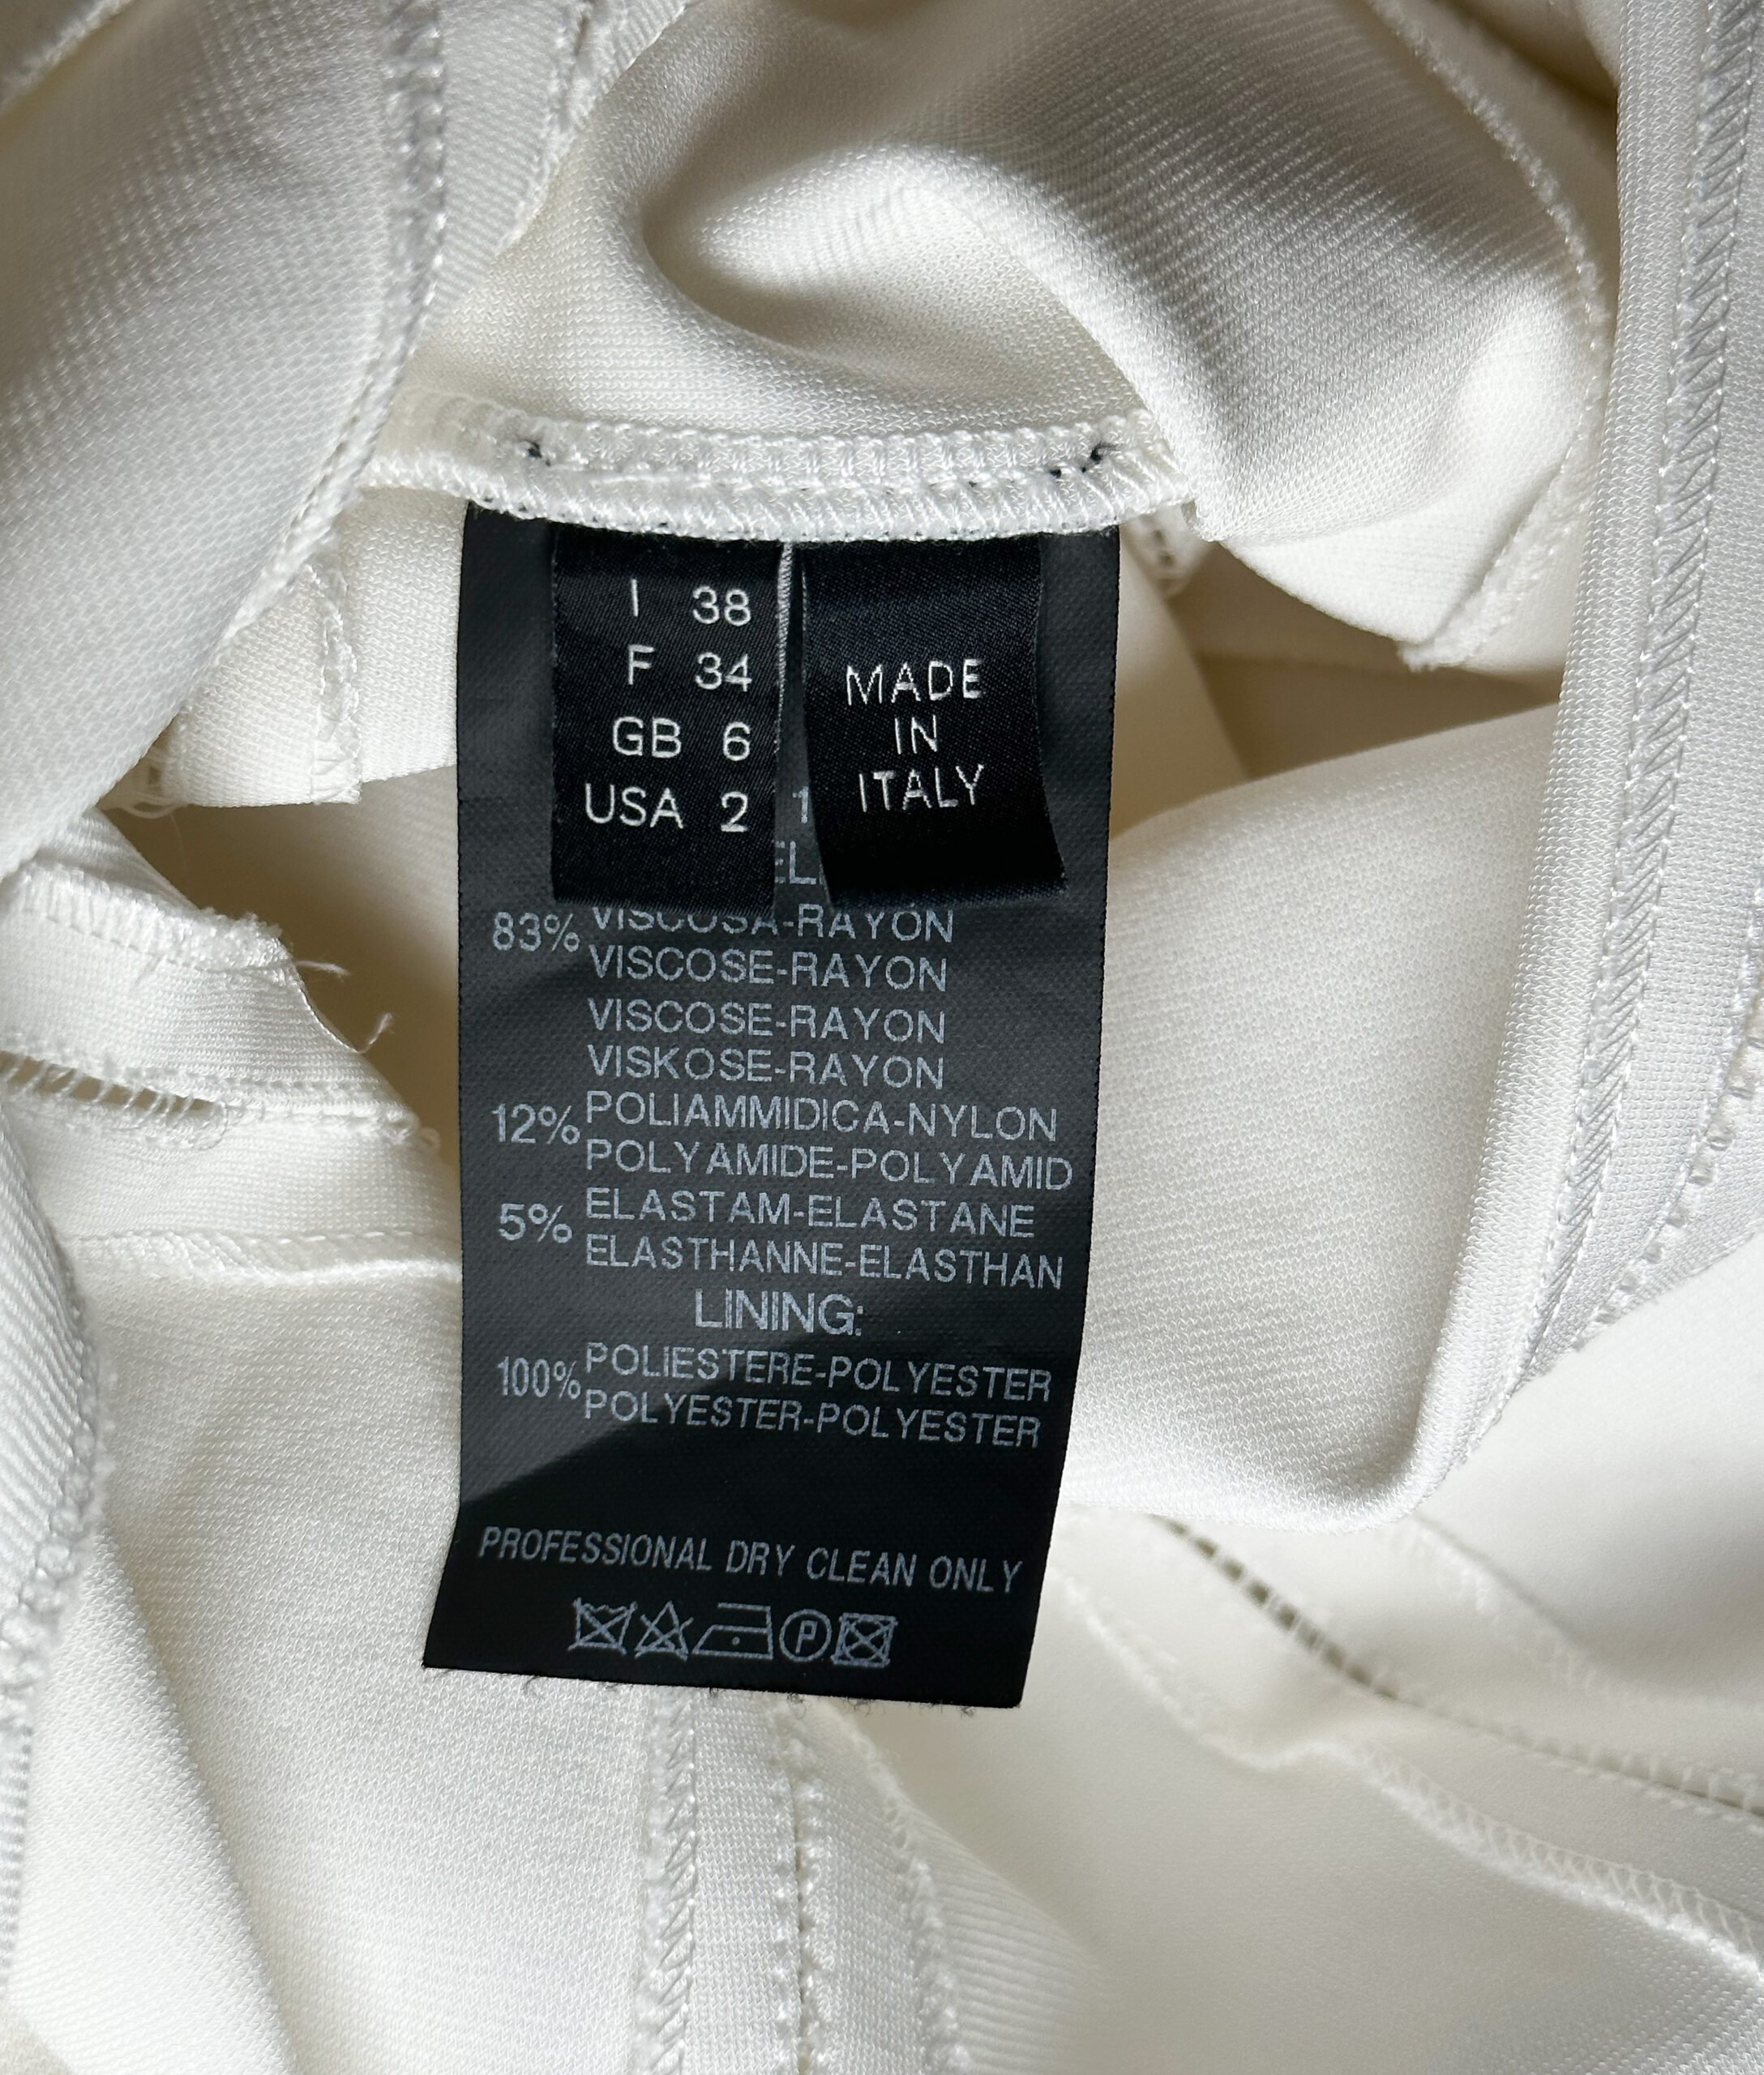 I 38
F 34
GB 6
USA 2
MADE
IN
ITALY
83% VISCOSA-RAYON
VISCOSE-RAYON
VISCOSE-RAYON
VISKOSE-RAYON
12% POLIAMMIDICA-NYLON
POLYAMIDE-POLYAMID
5% ELASTAM-ELASTANE
ELASTHANNE-ELASTHAN
LINING:
100% POLIESTERE-POLYESTER
POLYESTER-POLYESTER
PROFESSIONAL DRY CLEAN ONLY
P